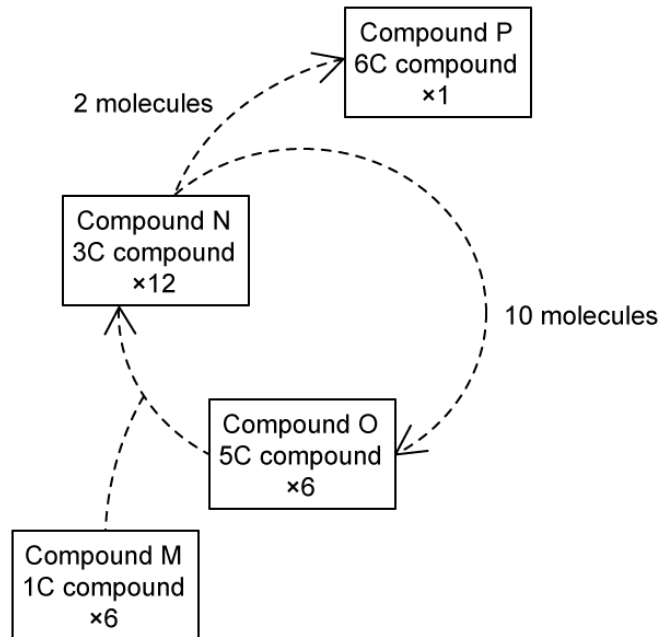 Compound P
6C compound
×1
2 molecules
Compound N
3C compound
×12
10 molecules
Compound O
5C compound
×6
Compound M
1C compound
×6